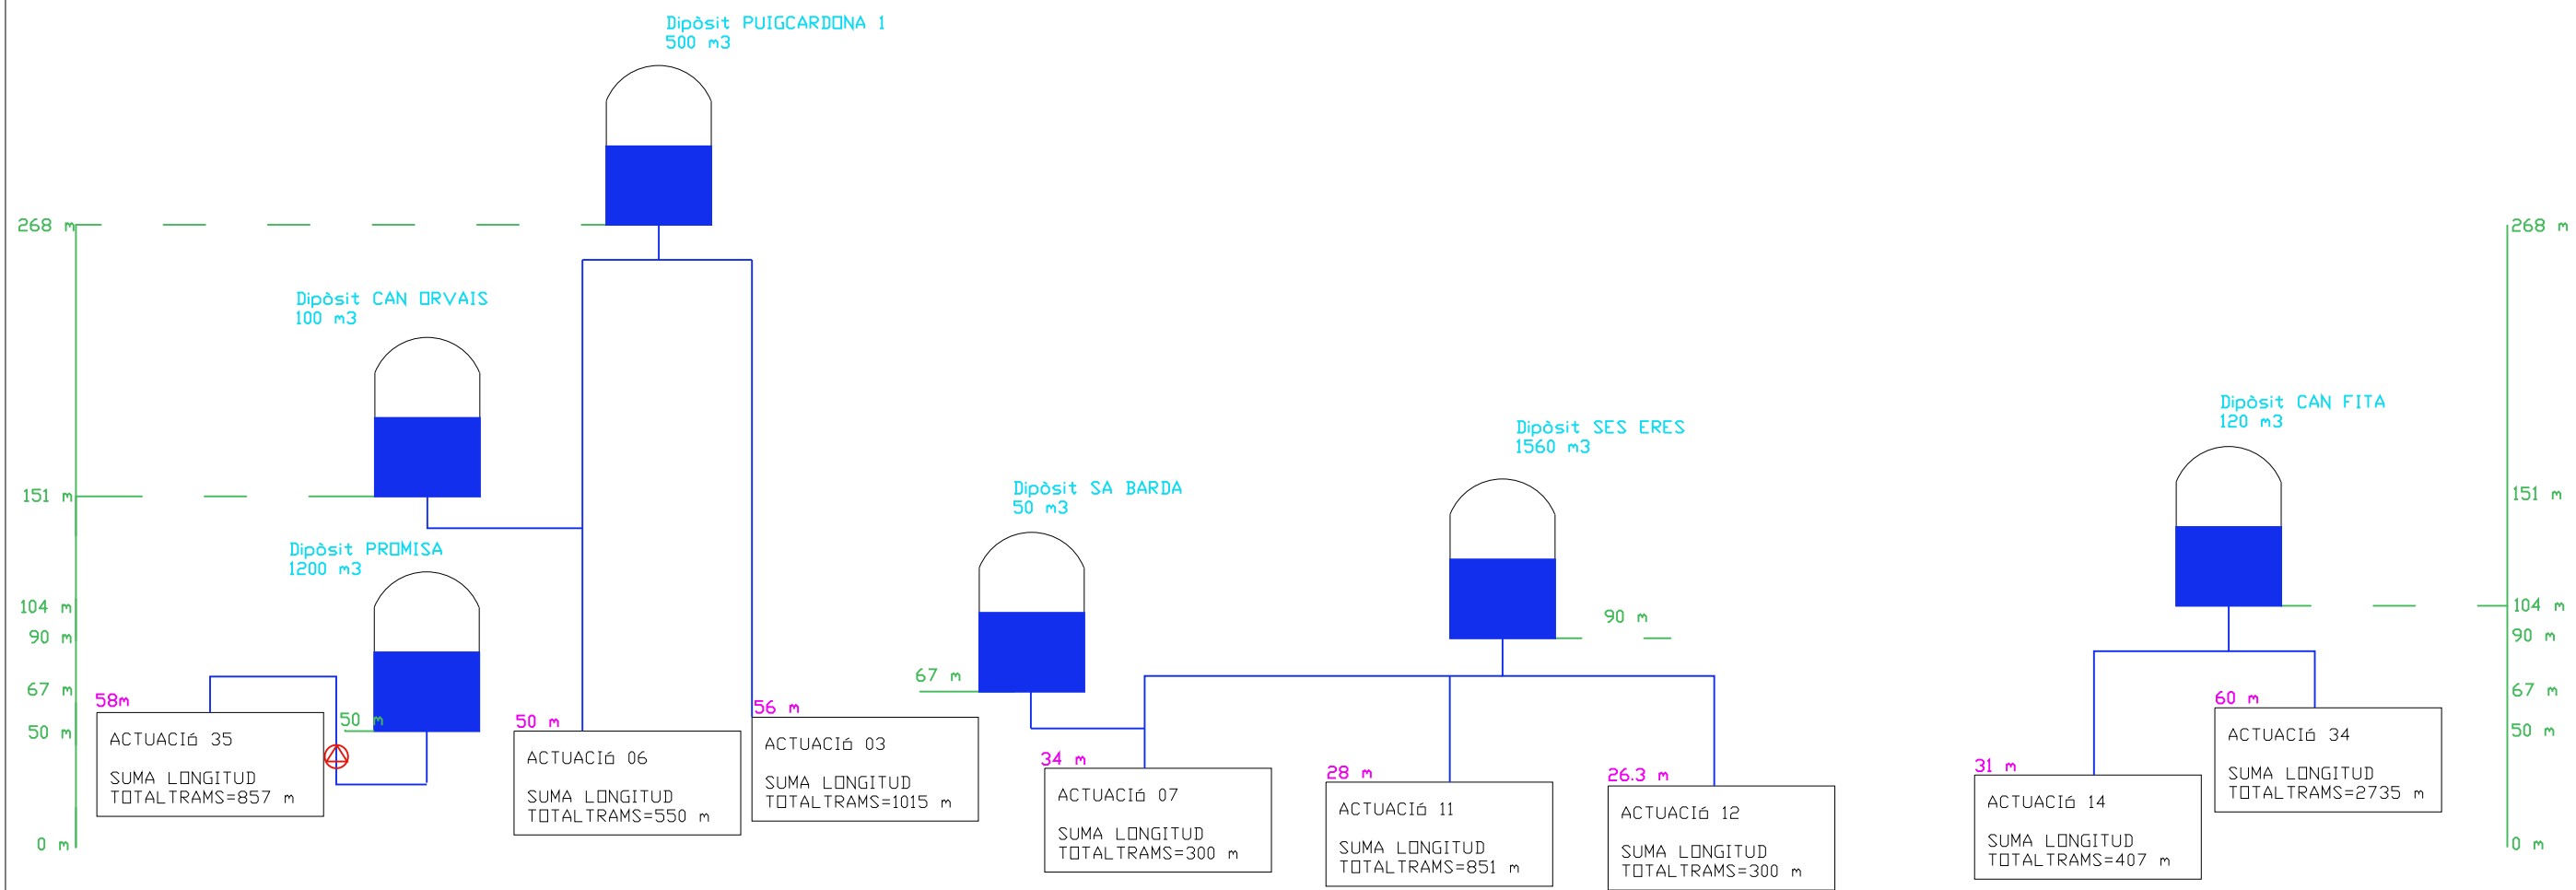 Dipòsit PUIGCARDONA 1
500 m3
268 m
268 m
Dipòsit CAN ORVAIS
100 m3
Dipòsit CAN FITA
120 m3
Dipòsit SES ERES
1560 m3
Dipòsit SA BARDA
50 m3
151 m
151 m
Dipòsit PROMISA
1200 m3
104 m
104 m
90 m
90 m
90 m
67 m
67 m
67 m
50 m
50 m
50 m
0 m
0 m
58m
ACTUACIó 35
SUMA LONGITUD
TOTALTRAMS=857 m
50 m
ACTUACIó 06
SUMA LONGITUD
TOTALTRAMS=550 m
56 m
ACTUACIó 03
SUMA LONGITUD
TOTALTRAMS=1015 m
34 m
ACTUACIó 07
SUMA LONGITUD
TOTALTRAMS=300 m
28 m
ACTUACIó 11
SUMA LONGITUD
TOTALTRAMS=851 m
26.3 m
ACTUACIó 12
SUMA LONGITUD
TOTALTRAMS=300 m
31 m
ACTUACIó 14
SUMA LONGITUD
TOTALTRAMS=407 m
60 m
ACTUACIó 34
SUMA LONGITUD
TOTALTRAMS=2735 m